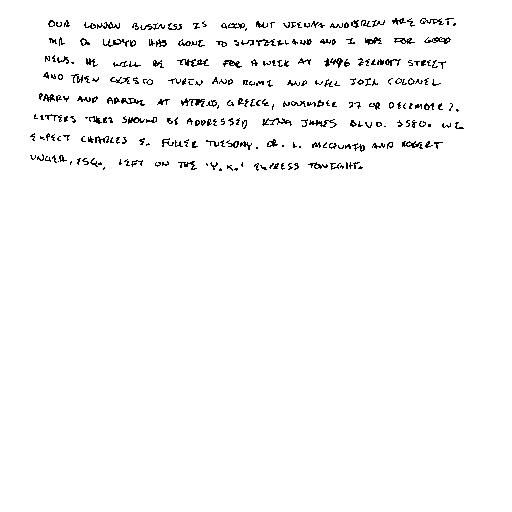 OUR LONDON BUSINESS IS GOOD, BUT VIENNA AND BERLIN ARE QUIET.
MR. D. LLOYD HAS GONE TO SWITZERLAND AND I HOPE FOR GOOD
NEWS. HE WILL BE THERE FOR A WEEK AT 1496 ZERMOTT STREET
AND THEN GOES TO TURIN AND ROME AND WILL JOIN COLONEL
PARRY AND ARRIVE AT ATHENS, GREECE, NOVEMBER 27 OR DECEMBER 2.
LETTERS THERE SHOULD BE ADDRESSED KING JAMES BLVD. 3580. WE
EXPECT CHARLES E. FULLER TUESDAY. DR. L. MCQUAID AND ROBERT
UNGER, ESQ., LEFT ON THE 'Y.X.' EXPRESS TONIGHT.